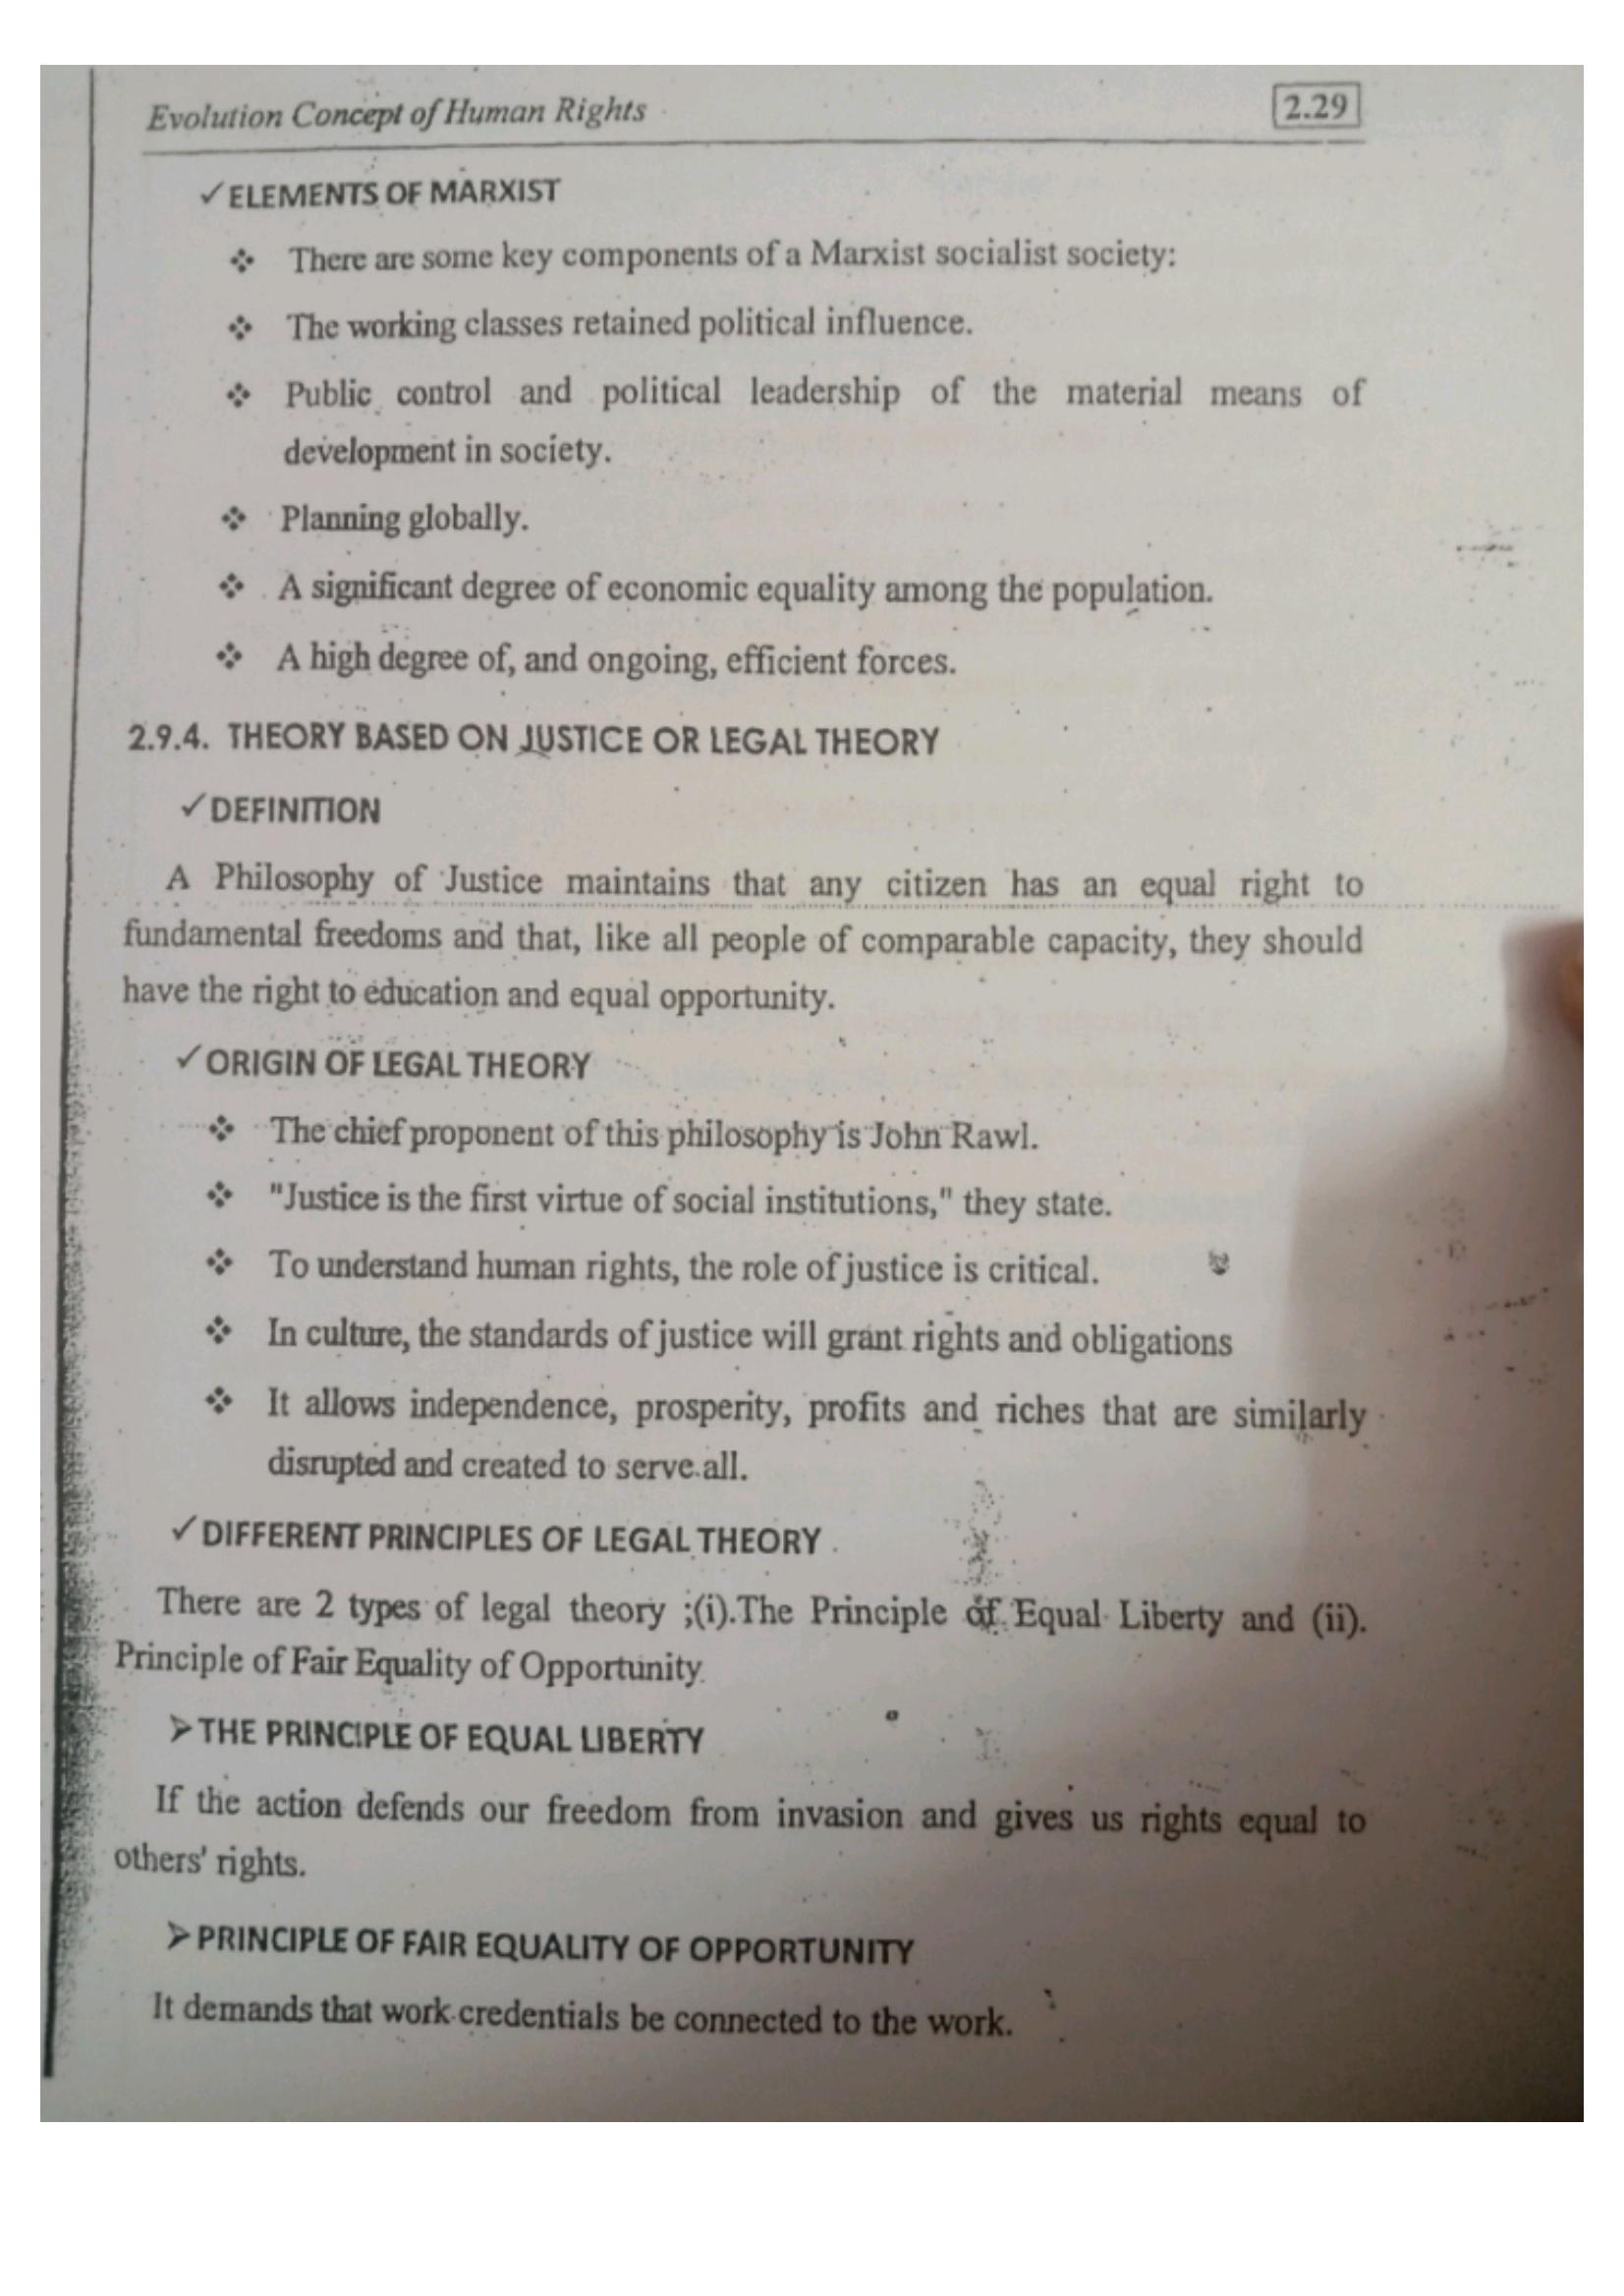 Evolution Concept of Human Rights 2.29
✓ELEMENTS OF MARXIST
❖ There are some key components of a Marxist socialist society:
❖ The working classes retained political influence.
❖ Public control and political leadership of the material means of
development in society.
❖ Planning globally.
❖ A significant degree of economic equality among the population.
❖ A high degree of, and ongoing, efficient forces.
2.9.4. THEORY BASED ON JUSTICE OR LEGAL THEORY
✓DEFINITION
A Philosophy of Justice maintains that any citizen has an equal right to
fundamental freedoms and that, like all people of comparable capacity, they should
have the right to education and equal opportunity.
✓ORIGIN OF LEGAL THEORY
❖ The chief proponent of this philosophy is John Rawl.
❖ "Justice is the first virtue of social institutions," they state.
❖ To understand human rights, the role of justice is critical.
❖ In culture, the standards of justice will grant rights and obligations
❖ It allows independence, prosperity, profits and riches that are similarly
disrupted and created to serve all.
✓DIFFERENT PRINCIPLES OF LEGAL THEORY
There are 2 types of legal theory ;(i).The Principle of Equal Liberty and (ii).
Principle of Fair Equality of Opportunity.
➢THE PRINCIPLE OF EQUAL LIBERTY
If the action defends our freedom from invasion and gives us rights equal to
others' rights.
➢PRINCIPLE OF FAIR EQUALITY OF OPPORTUNITY
It demands that work credentials be connected to the work.